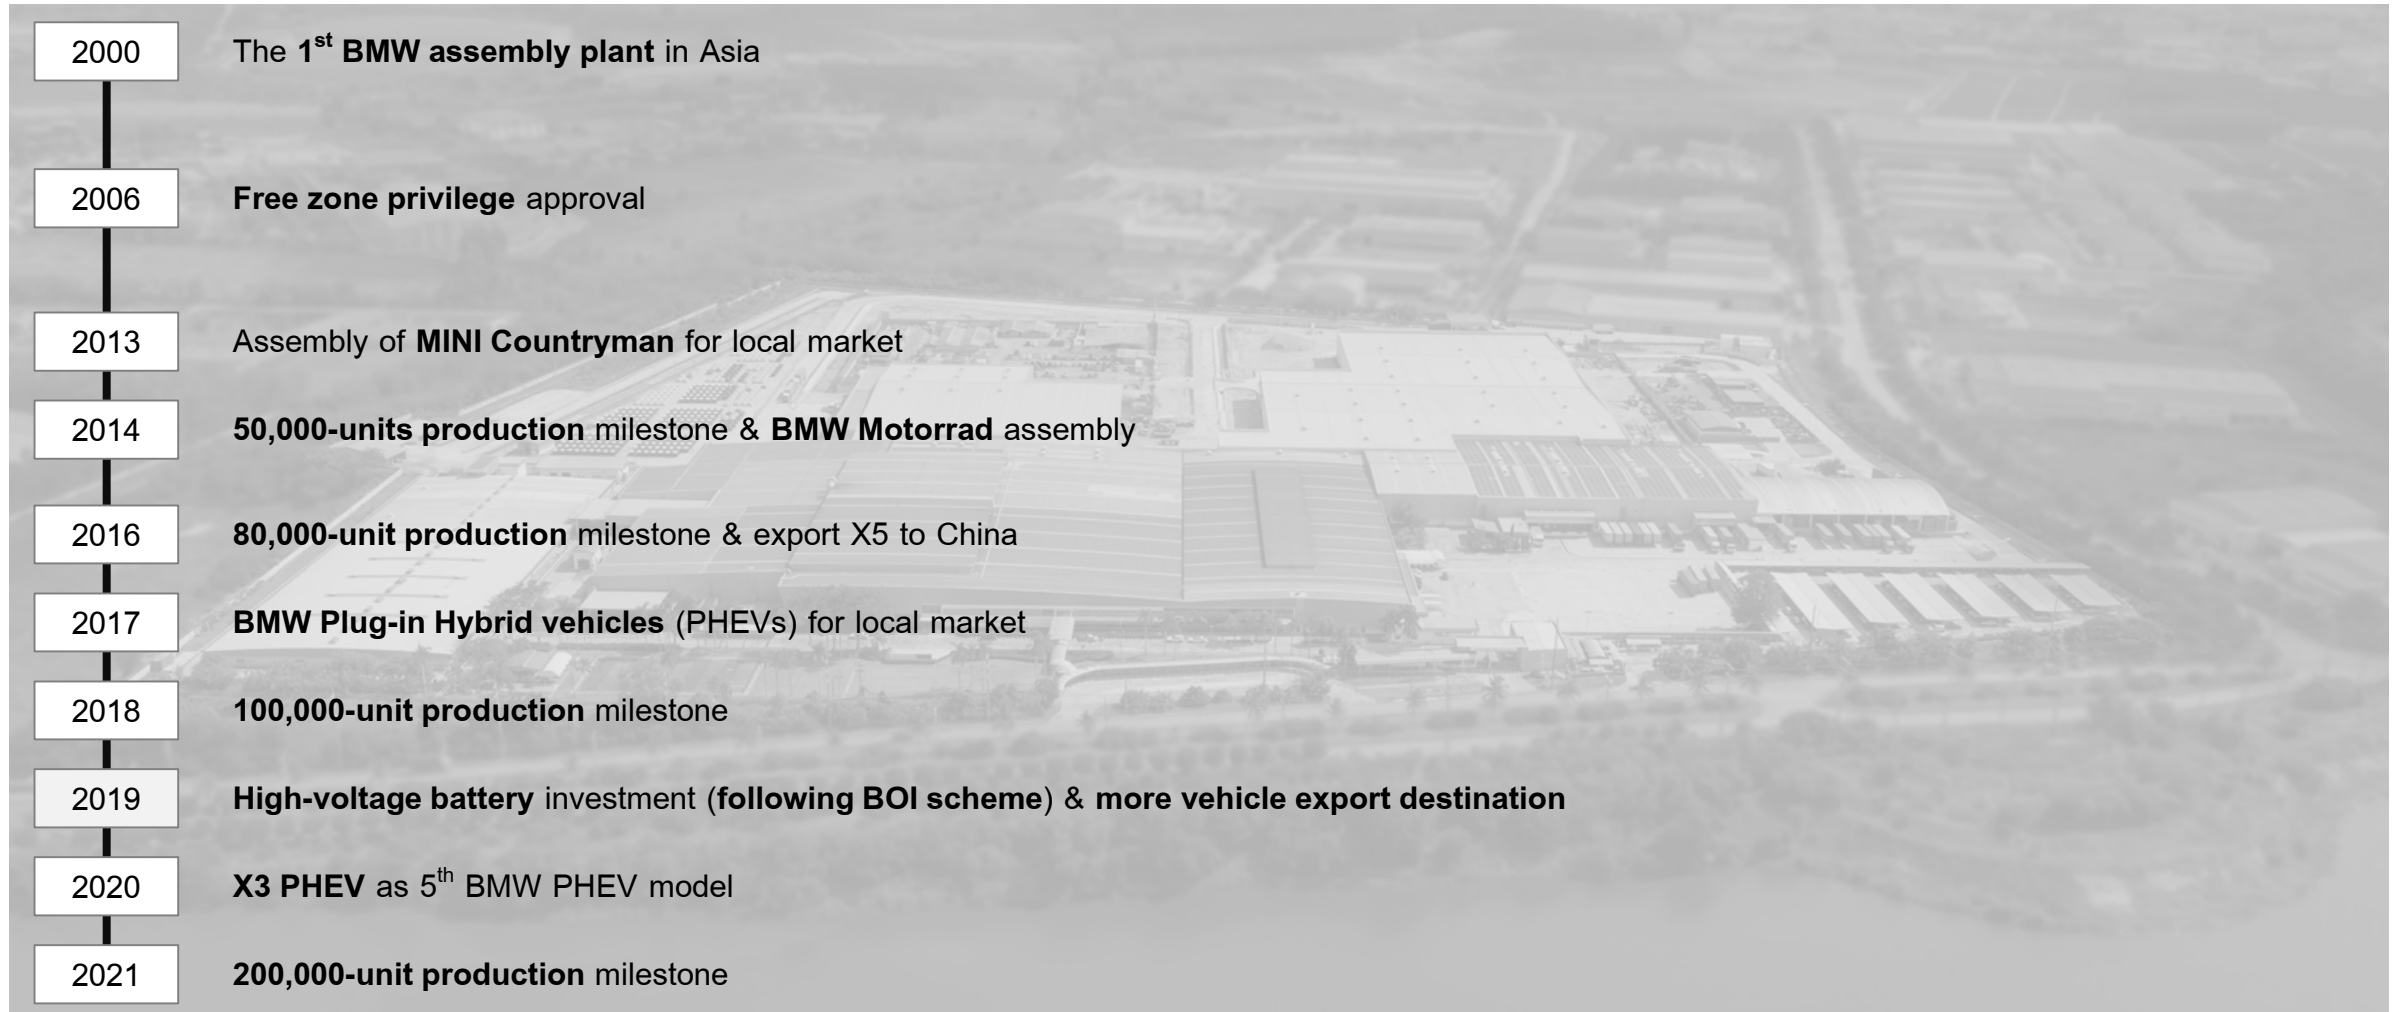 2000 The 1st BMW assembly plant in Asia
2006 Free zone privilege approval
2013 Assembly of MINI Countryman for local market
2014 50,000-units production milestone & BMW Motorrad assembly
2016 80,000-unit production milestone & export X5 to China
2017 BMW Plug-in Hybrid vehicles (PHEVs) for local market
2018 100,000-unit production milestone
2019 High-voltage battery investment (following BOI scheme) & more vehicle export destination
2020 X3 PHEV as 5th BMW PHEV model
2021 200,000-unit production milestone